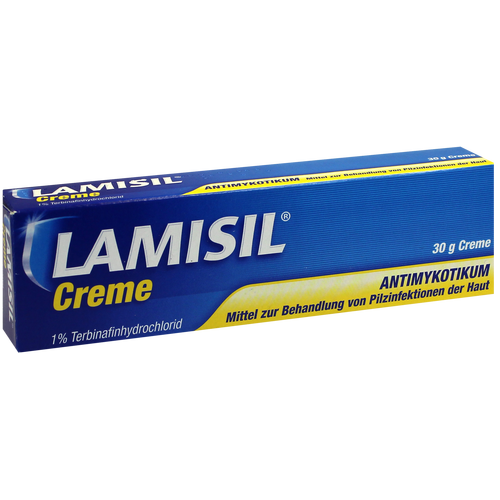 LAMISIL
1% Terbinafinhydrochlorid
ANTIMYKOTIKUM
Mittel zur Behandlung von Pilzinfektionen der Haut
30 g Creme
LAMISIL
LAMISIL®
Creme
1% Terbinafinhydrochlorid
30 g Creme
ANTIMYKOTIKUM
Mittel zur Behandlung von Pilzinfektionen der Haut